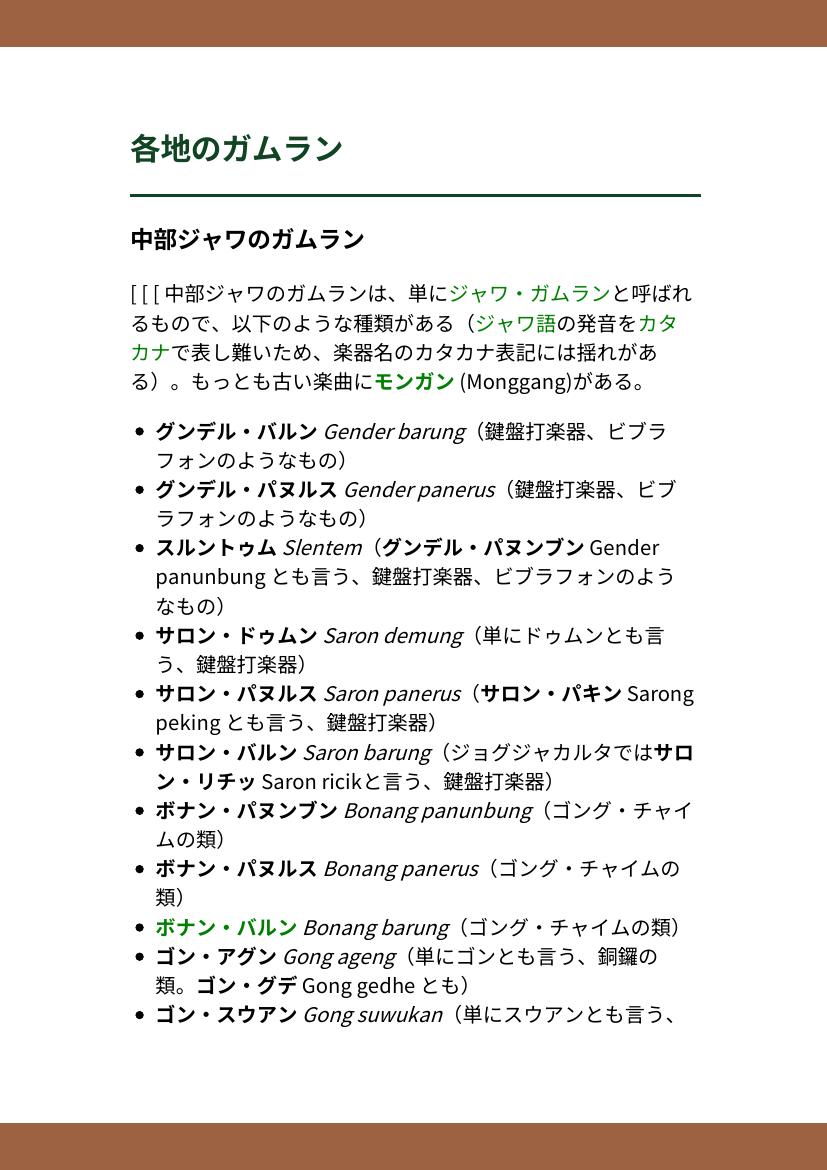 各地のガムラン
中部ジャワのガムラン
[ [ [ 中部ジャワのガムランは、単にジャワ・ガムランと呼ばれ
るもので、以下のような種類がある（ジャワ語の発音をカタ
カナで表し難いため、楽器名のカタカナ表記には揺れがあ
る）。もっとも古い楽曲にモンガン (Monggang)がある。
• グンデル・バルン Gender barung（鍵盤打楽器、ビブラ
フォンのようなもの）
• グンデル・パヌルス Gender panerus（鍵盤打楽器、ビブ
ラフォンのようなもの）
• スルントゥム Slentem（グンデル・パヌンブン Gender
panunbung とも言う、鍵盤打楽器、ビブラフォンのよう
なもの）
• サロン・ドゥムン Saron demung（単にドゥムンとも言
う、鍵盤打楽器）
• サロン・パヌルス Saron panerus（サロン・パキン Sarong
peking とも言う、鍵盤打楽器）
• サロン・バルン Saron barung（ジョグジャカルタではサロ
ン・リチッ Saron ricikと言う、鍵盤打楽器）
• ボナン・パヌンブン Bonang panunbung（ゴング・チャイ
ムの類）
• ボナン・パヌルス Bonang panerus（ゴング・チャイムの
類）
• ボナン・バルン Bonang barung（ゴング・チャイムの類）
• ゴン・アグン Gong ageng（単にゴンとも言う、銅鑼の
類。ゴン・グデ Gong gedhe とも）
• ゴン・スウアン Gong suwukan（単にスウアンとも言う、